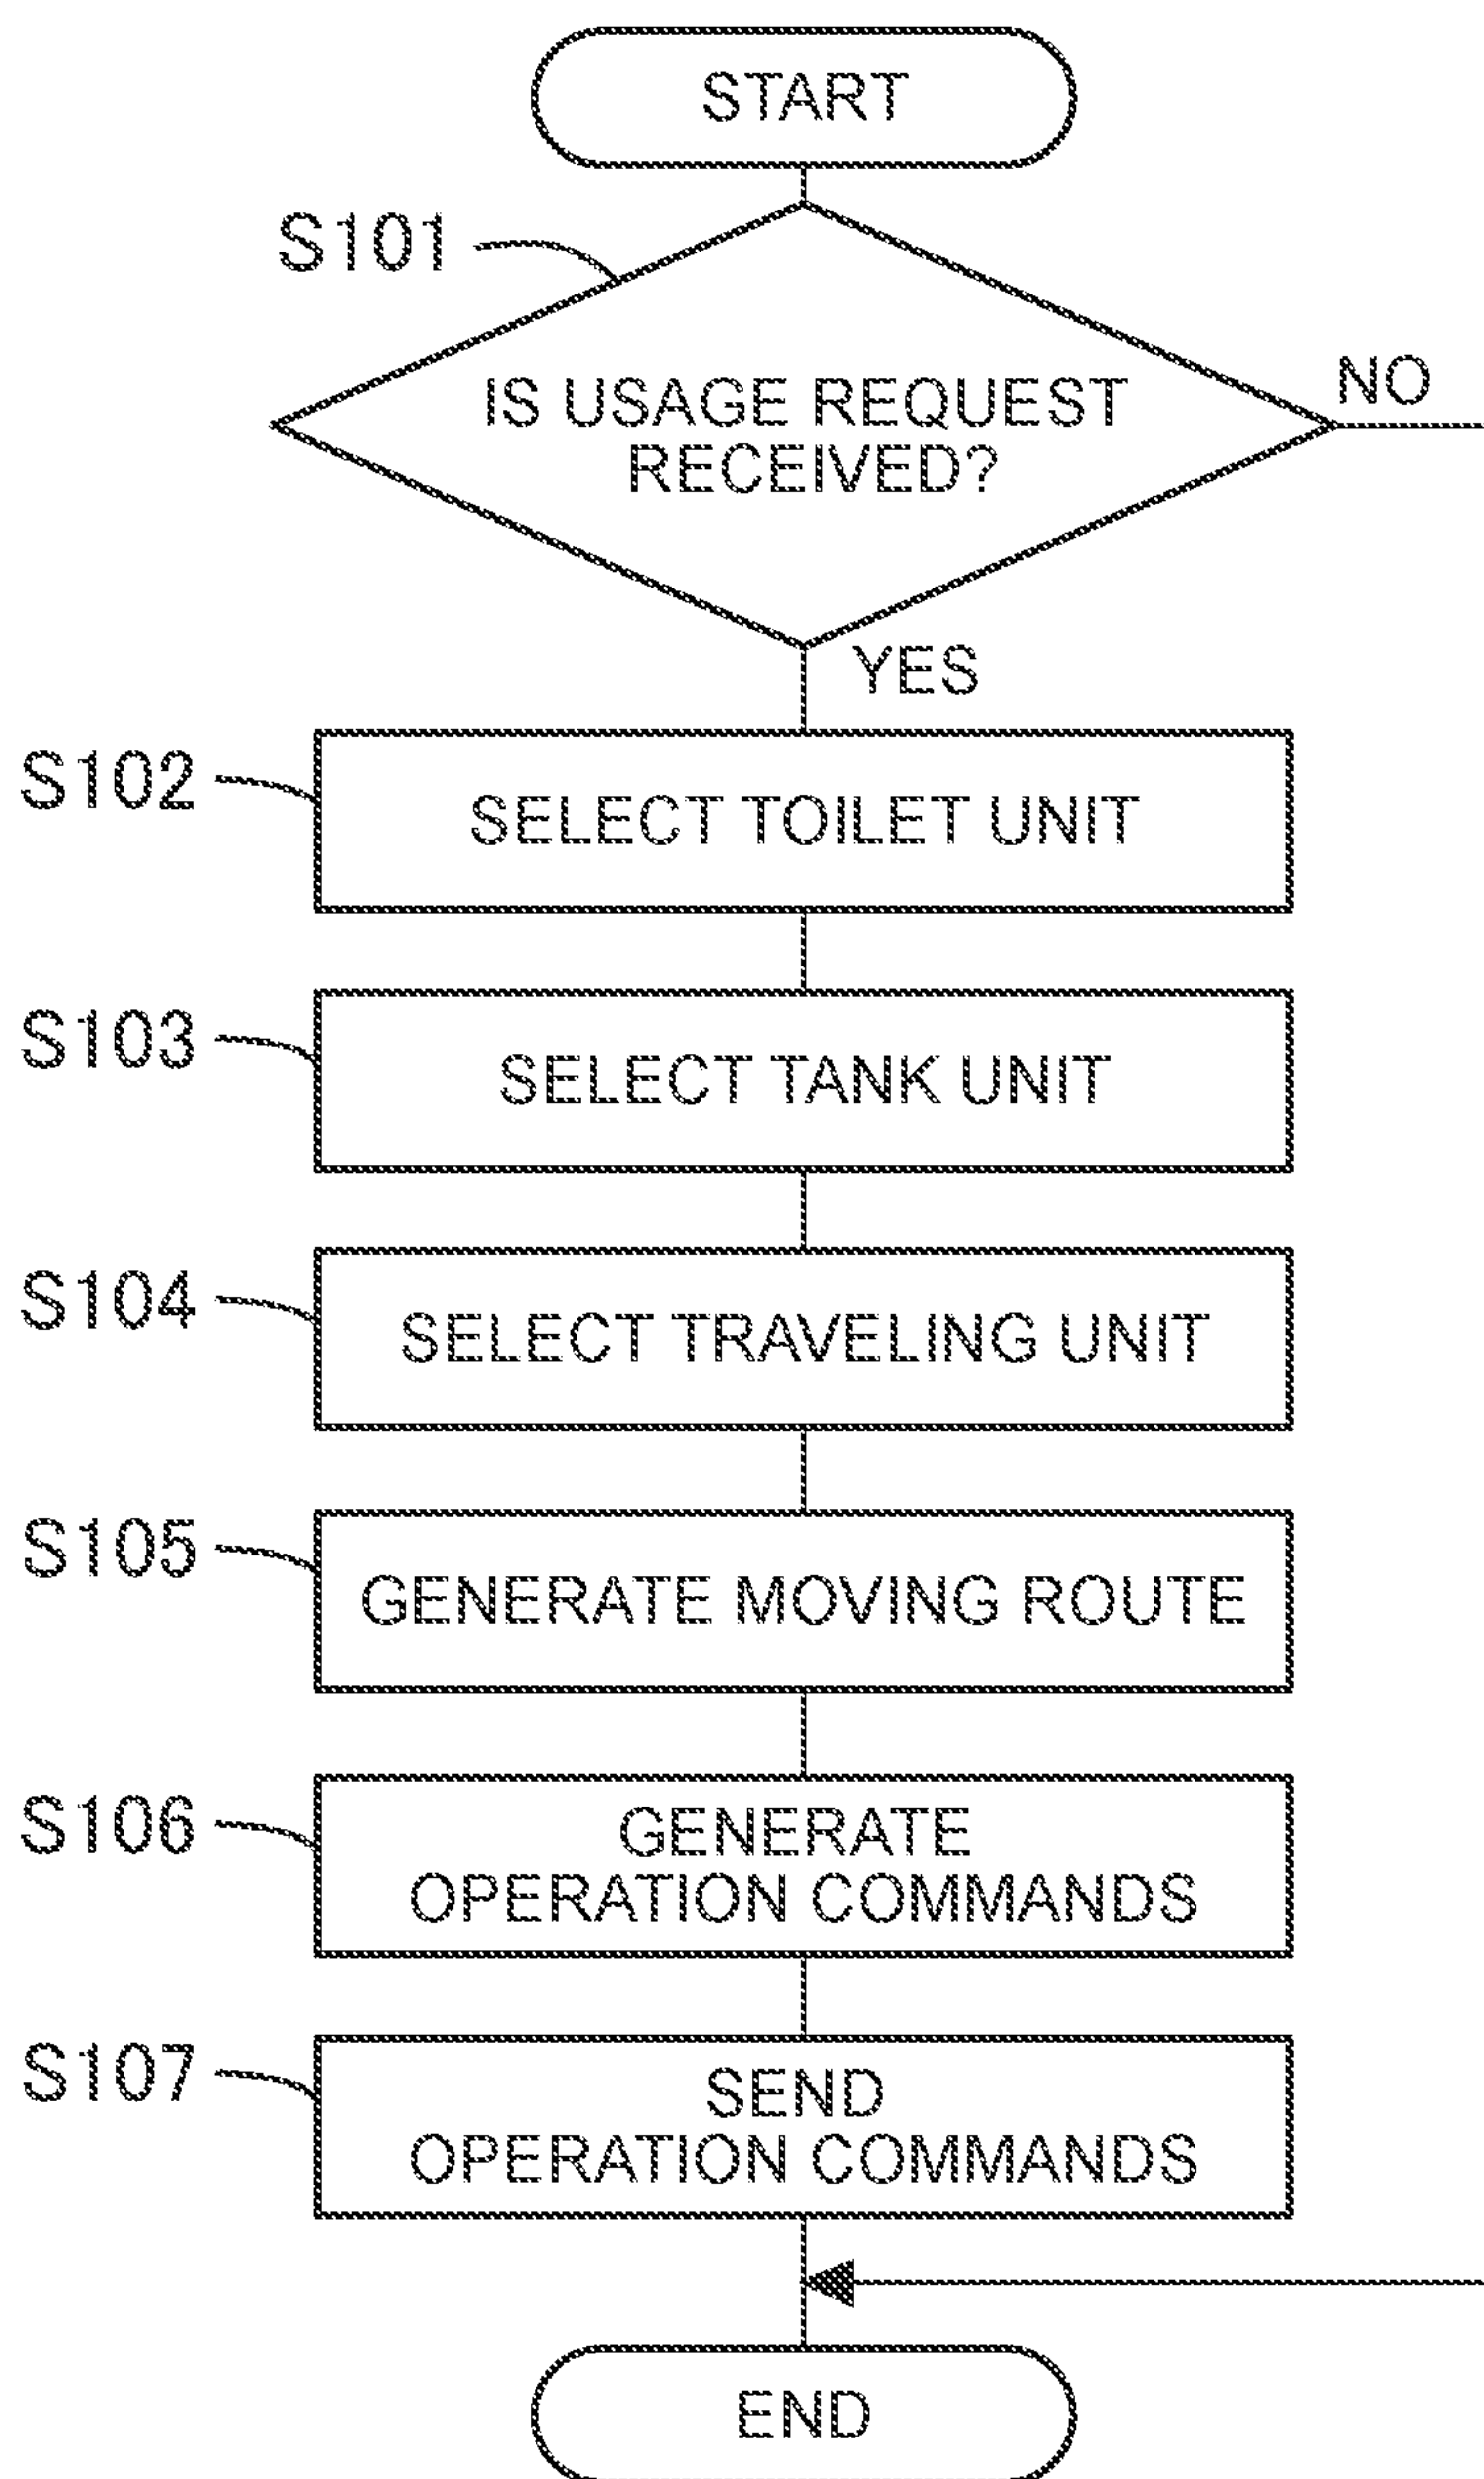 START
S101
IS USAGE REQUEST
RECEIVED?
NO
YES
S102
SELECT TOILET UNIT
S103
SELECT TANK UNIT
S104
SELECT TRAVELING UNIT
S105
GENERATE MOVING ROUTE
S106
GENERATE
OPERATION COMMANDS
S107
SEND
OPERATION COMMANDS
END